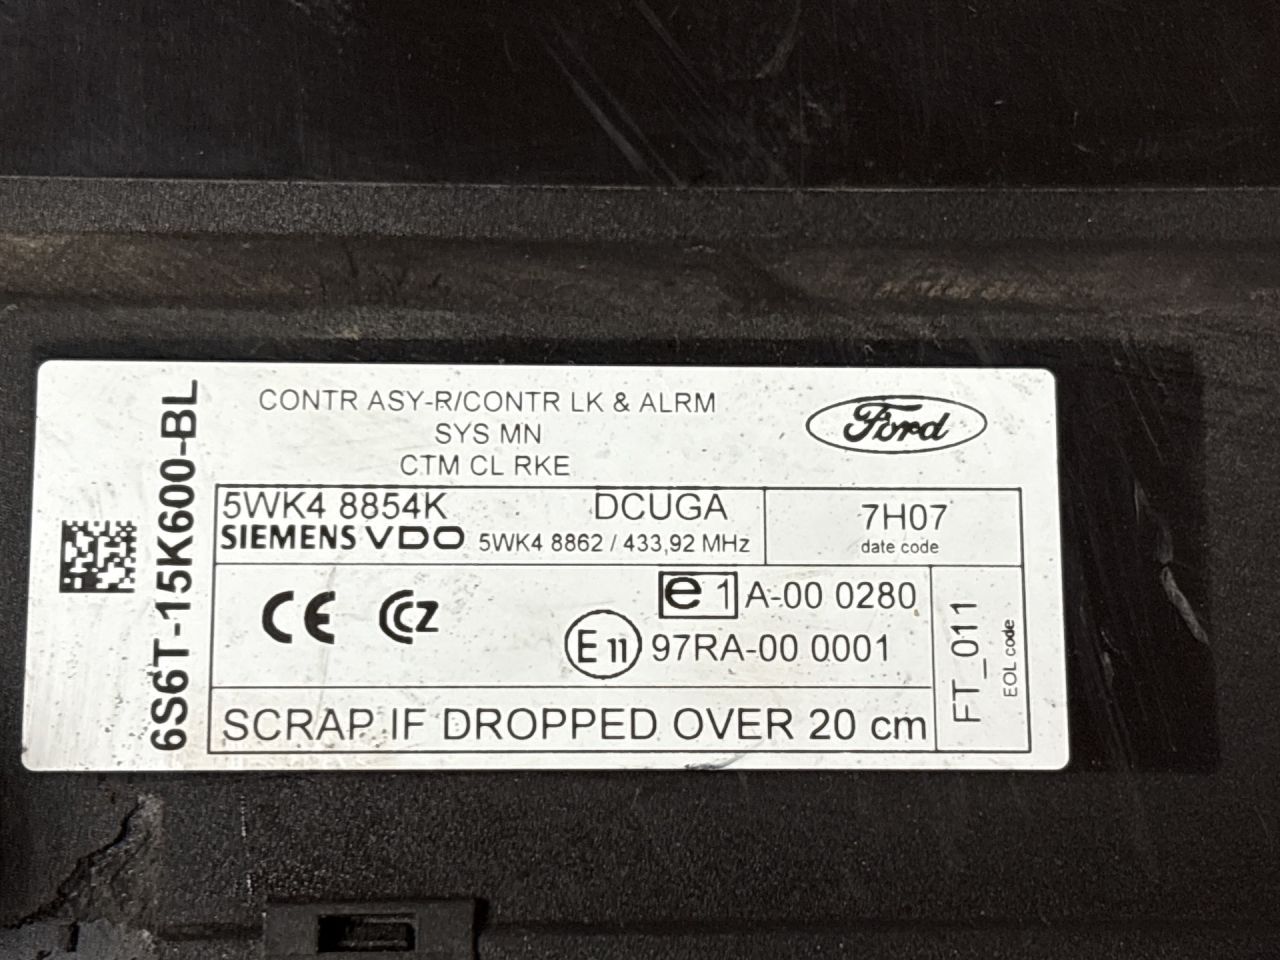 6S6T-15K600-BL
CONTR ASY-R/CONTR LK & ALRM
SYS MN
CTM CL RKE
Ford
5WK4 8854K DCUGA
SIEMENS VDO 5WK4 8862 / 433,92 MHz
7H07
date code
CE CCZ
e 1 A-00 0280
E 11 97RA-00 0001
FT_011
EOL code
SCRAP IF DROPPED OVER 20 cm